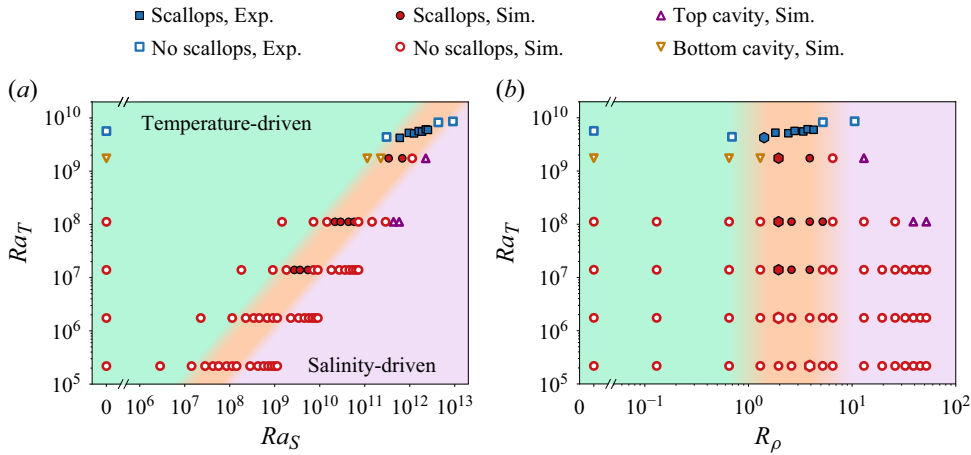 Scallops, Exp. Scallops, Sim. Top cavity, Sim.
No scallops, Exp. No scallops, Sim. Bottom cavity, Sim.
(a) (b)
10^10 10^10
Temperature-driven
10^9 10^9
Ra_T 10^8 Ra_T 10^8
10^7 10^7
10^6 10^6
Salinity-driven
10^5 10^5
0 10^6 10^7 10^8 10^9 10^10 10^11 10^12 10^13 0 10^−1 10^0 10^1 10^2
Ra_S R_ρ